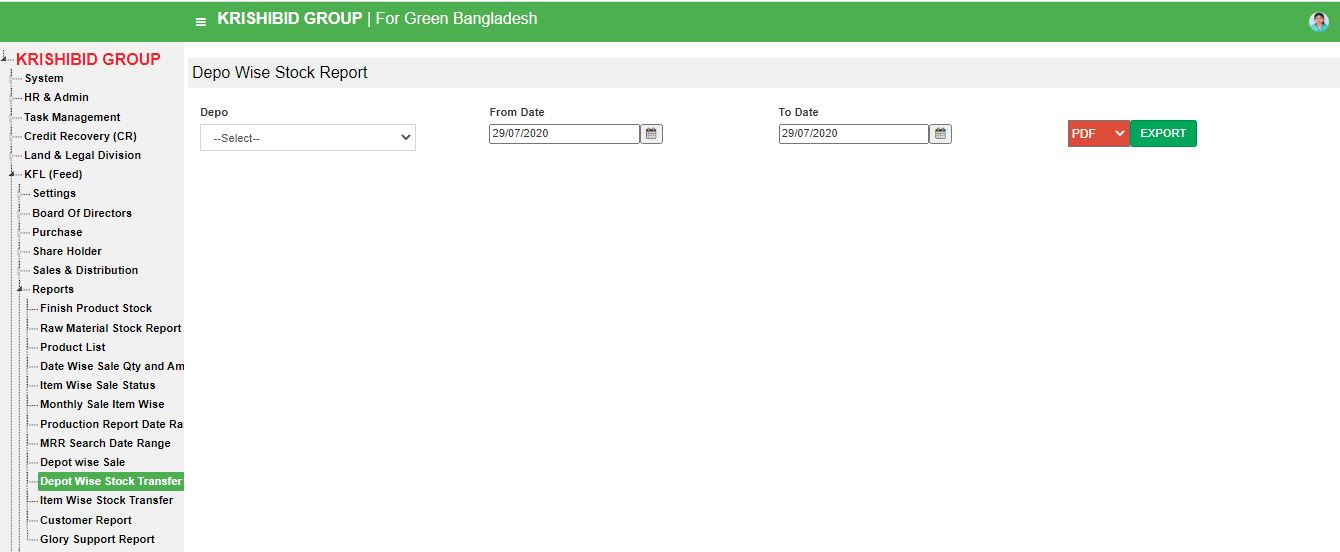 KRISHIBID GROUP | For Green Bangladesh
KRISHIBID GROUP
System
HR & Admin
Task Management
Credit Recovery (CR)
Land & Legal Division
KFL (Feed)
Settings
Board Of Directors
Purchase
Share Holder
Sales & Distribution
Reports
Finish Product Stock
Raw Material Stock Report
Product List
Date Wise Sale Qty and Am
Item Wise Sale Status
Monthly Sale Item Wise
Production Report Date Ra
MRR Search Date Range
Depot wise Sale
Depot Wise Stock Transfer
Item Wise Stock Transfer
Customer Report
Glory Support Report
Depo Wise Stock Report
Depo From Date To Date
--Select-- 29/07/2020 29/07/2020 PDF EXPORT